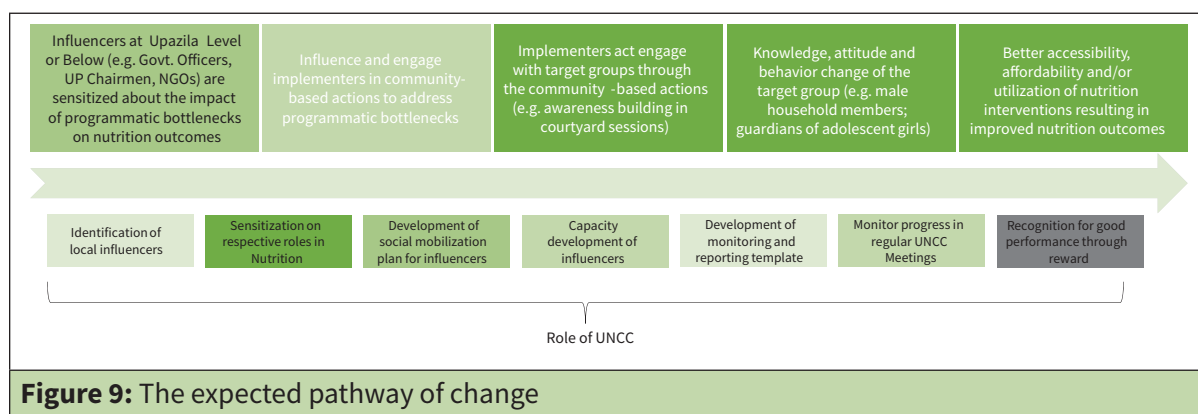 Influencers at Upazila Level
or Below (e.g. Govt. Officers,
UP Chairmen, NGOs) are
sensitized about the impact
of programmatic bottlenecks
on nutrition outcomes
Influence and engage
implementers in community-
based actions to address
programmatic bottlenecks
Implementers act engage
with target groups through
the community -based actions
(e.g. awareness building in
courtyard sessions)
Knowledge, attitude and
behavior change of the
target group (e.g. male
household members;
guardians of adolescent girls)
Better accessibility,
affordability and/or
utilization of nutrition
interventions resulting in
improved nutrition outcomes
Identification of
local influencers
Sensitization on
respective roles in
Nutrition
Development of
social mobilization
plan for influencers
Capacity
development of
influencers
Development of
monitoring and
reporting template
Monitor progress in
regular UNCC
Meetings
Recognition for good
performance through
reward
Role of UNCC
Figure 9: The expected pathway of change